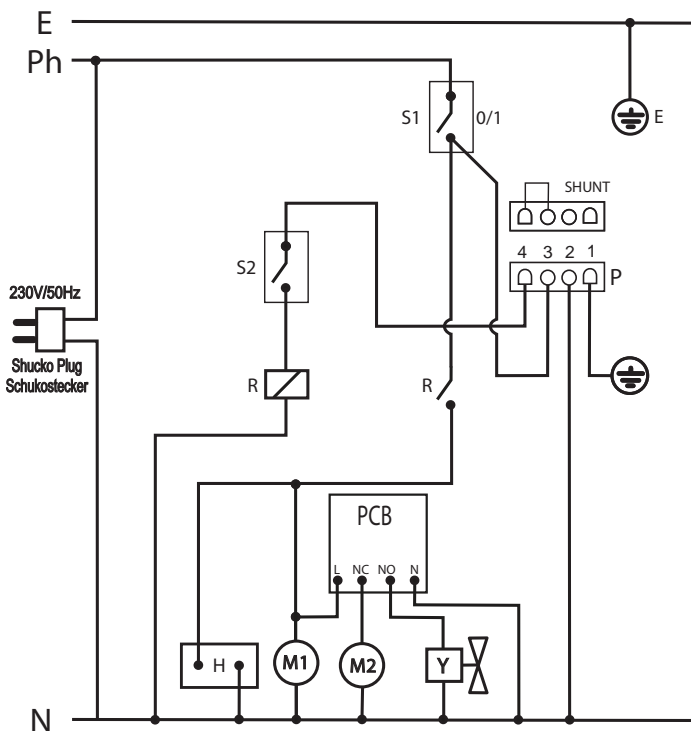 E
Ph
S1 0/1
E
SHUNT
4 3 2 1
P
S2
230V/50Hz
Shucko Plug
Schukostecker
R
R
PCB
L NC NO N
H
M1
M2
Y
N